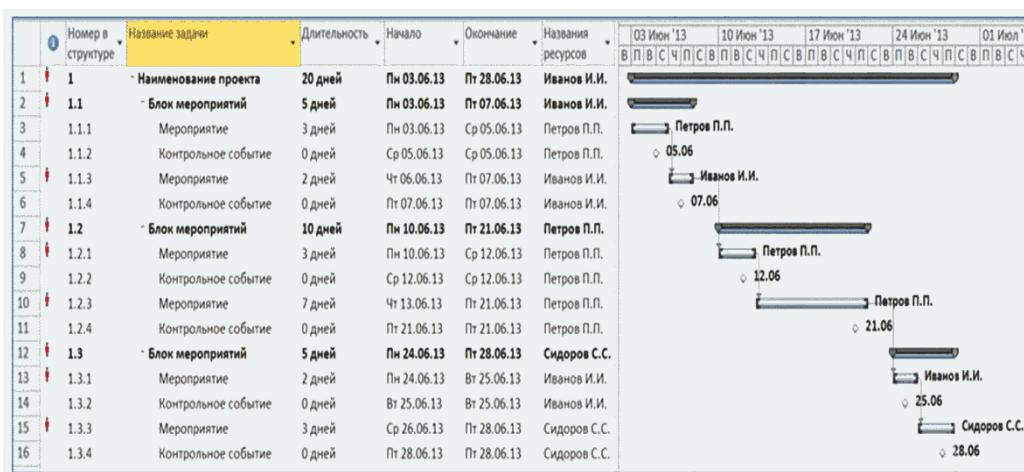 Номер в структуре Название задачи Длительность Начало Окончание Названия ресурсов 03 Июн '13 10 Июн '13 17 Июн '13 24 Июн '13 01 Июл '
В П В С Ч П С В П В С Ч П С В П В С Ч П С В П В С Ч П С В П В С Ч
1 1 - Наименование проекта 20 дней Пн 03.06.13 Пт 28.06.13 Иванов И.И.
2 1.1 - Блок мероприятий 5 дней Пн 03.06.13 Пт 07.06.13 Иванов И.И.
3 1.1.1 Мероприятие 3 дней Пн 03.06.13 Ср 05.06.13 Петров П.П. Петров П.П.
4 1.1.2 Контрольное событие 0 дней Ср 05.06.13 Ср 05.06.13 Петров П.П. 05.06
5 1.1.3 Мероприятие 2 дней Чт 06.06.13 Пт 07.06.13 Иванов И.И. Иванов И.И.
6 1.1.4 Контрольное событие 0 дней Пт 07.06.13 Пт 07.06.13 Иванов И.И. 07.06
7 1.2 - Блок мероприятий 10 дней Пн 10.06.13 Пт 21.06.13 Петров П.П.
8 1.2.1 Мероприятие 3 дней Пн 10.06.13 Ср 12.06.13 Петров П.П. Петров П.П.
9 1.2.2 Контрольное событие 0 дней Ср 12.06.13 Ср 12.06.13 Петров П.П. 12.06
10 1.2.3 Мероприятие 7 дней Чт 13.06.13 Пт 21.06.13 Петров П.П. Петров П.П.
11 1.2.4 Контрольное событие 0 дней Пт 21.06.13 Пт 21.06.13 Петров П.П. 21.06
12 1.3 - Блок мероприятий 5 дней Пн 24.06.13 Пт 28.06.13 Сидоров С.С.
13 1.3.1 Мероприятие 2 дней Пн 24.06.13 Вт 25.06.13 Иванов И.И. Иванов И.И.
14 1.3.2 Контрольное событие 0 дней Вт 25.06.13 Вт 25.06.13 Иванов И.И. 25.06
15 1.3.3 Мероприятие 3 дней Ср 26.06.13 Пт 28.06.13 Сидоров С.С. Сидоров С.С.
16 1.3.4 Контрольное событие 0 дней Пт 28.06.13 Пт 28.06.13 Сидоров С.С. 28.06